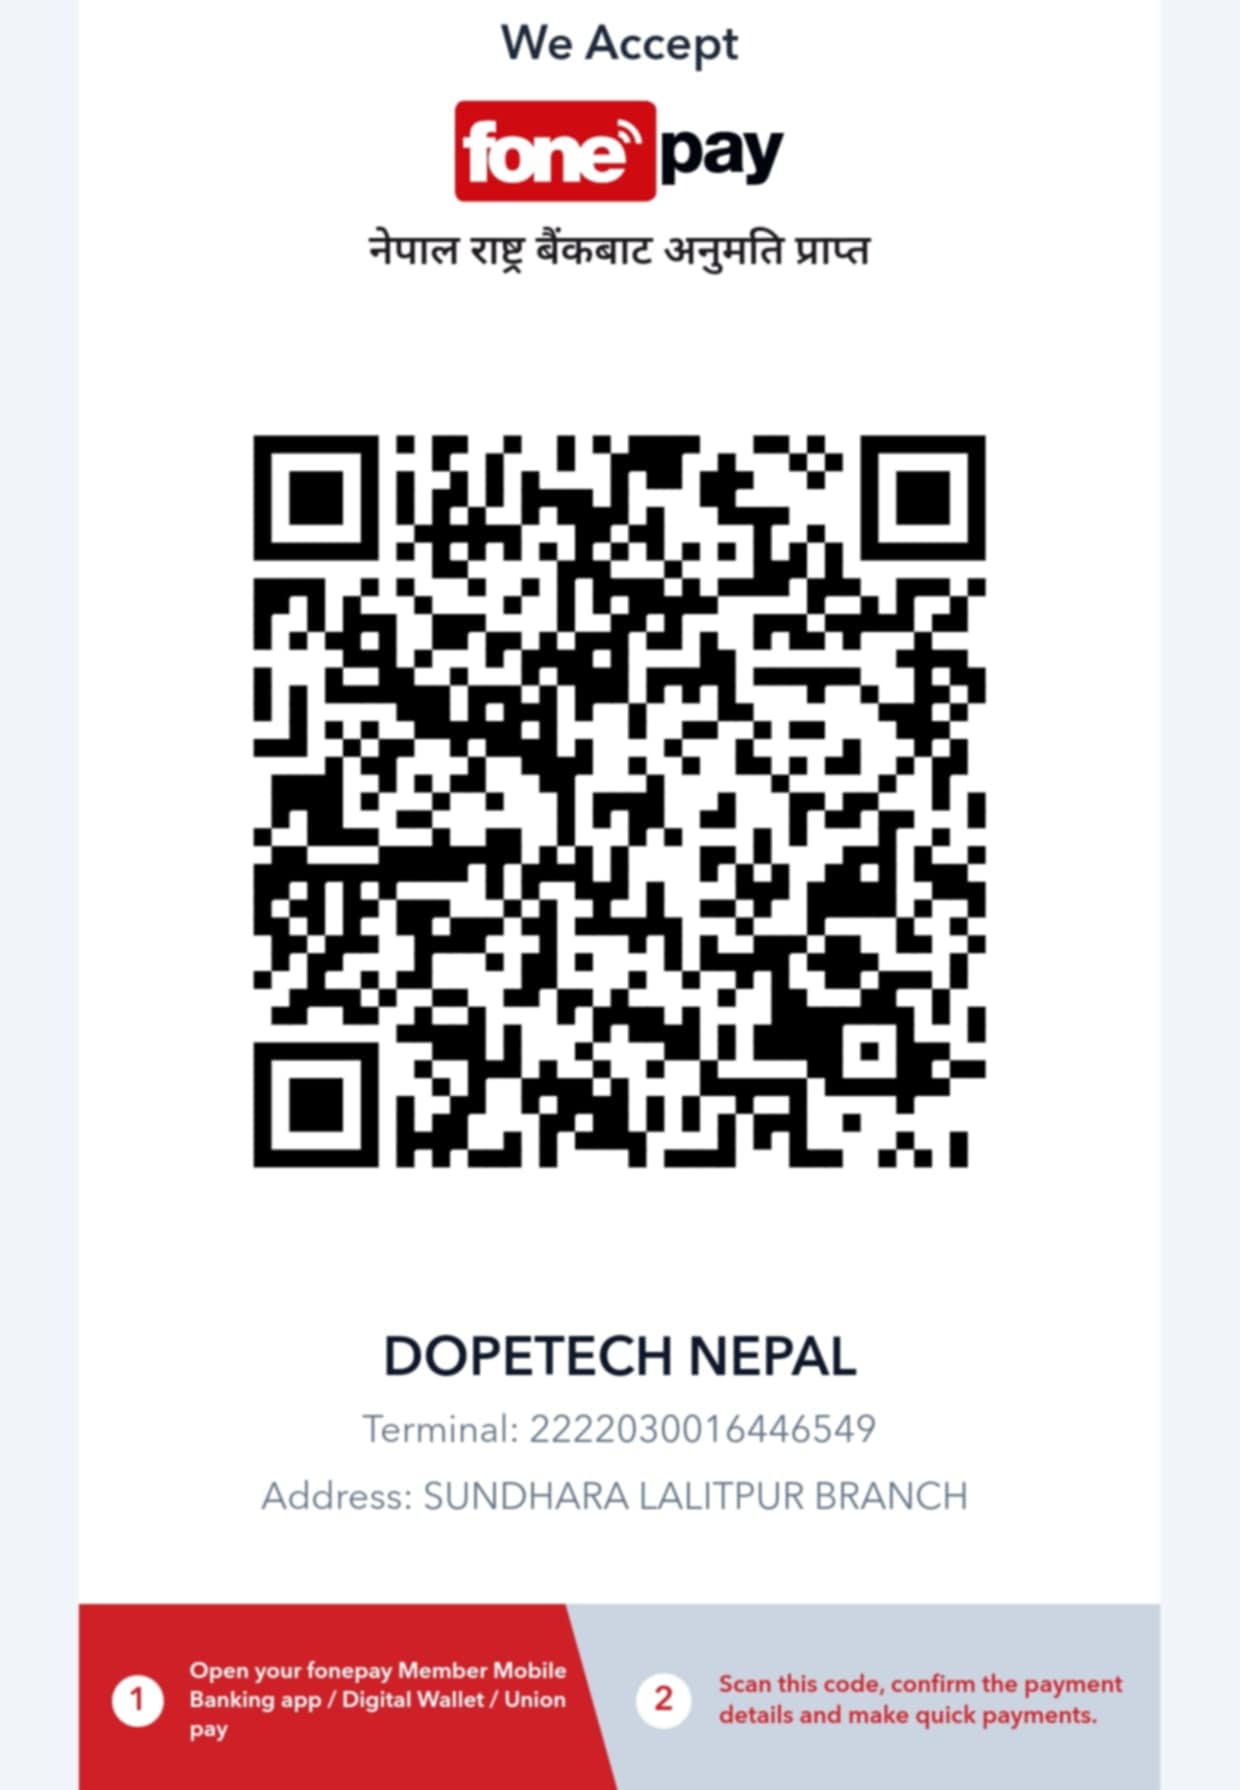 We Accept
fonepay
नेपाल राष्ट्र बैंकबाट अनुमति प्राप्त
DOPETECH NEPAL
Terminal: 2222030016446549
Address: SUNDHARA LALITPUR BRANCH
1
Open your fonepay Member Mobile
Banking app / Digital Wallet / Union
pay
2
Scan this code, confirm the payment
details and make quick payments.